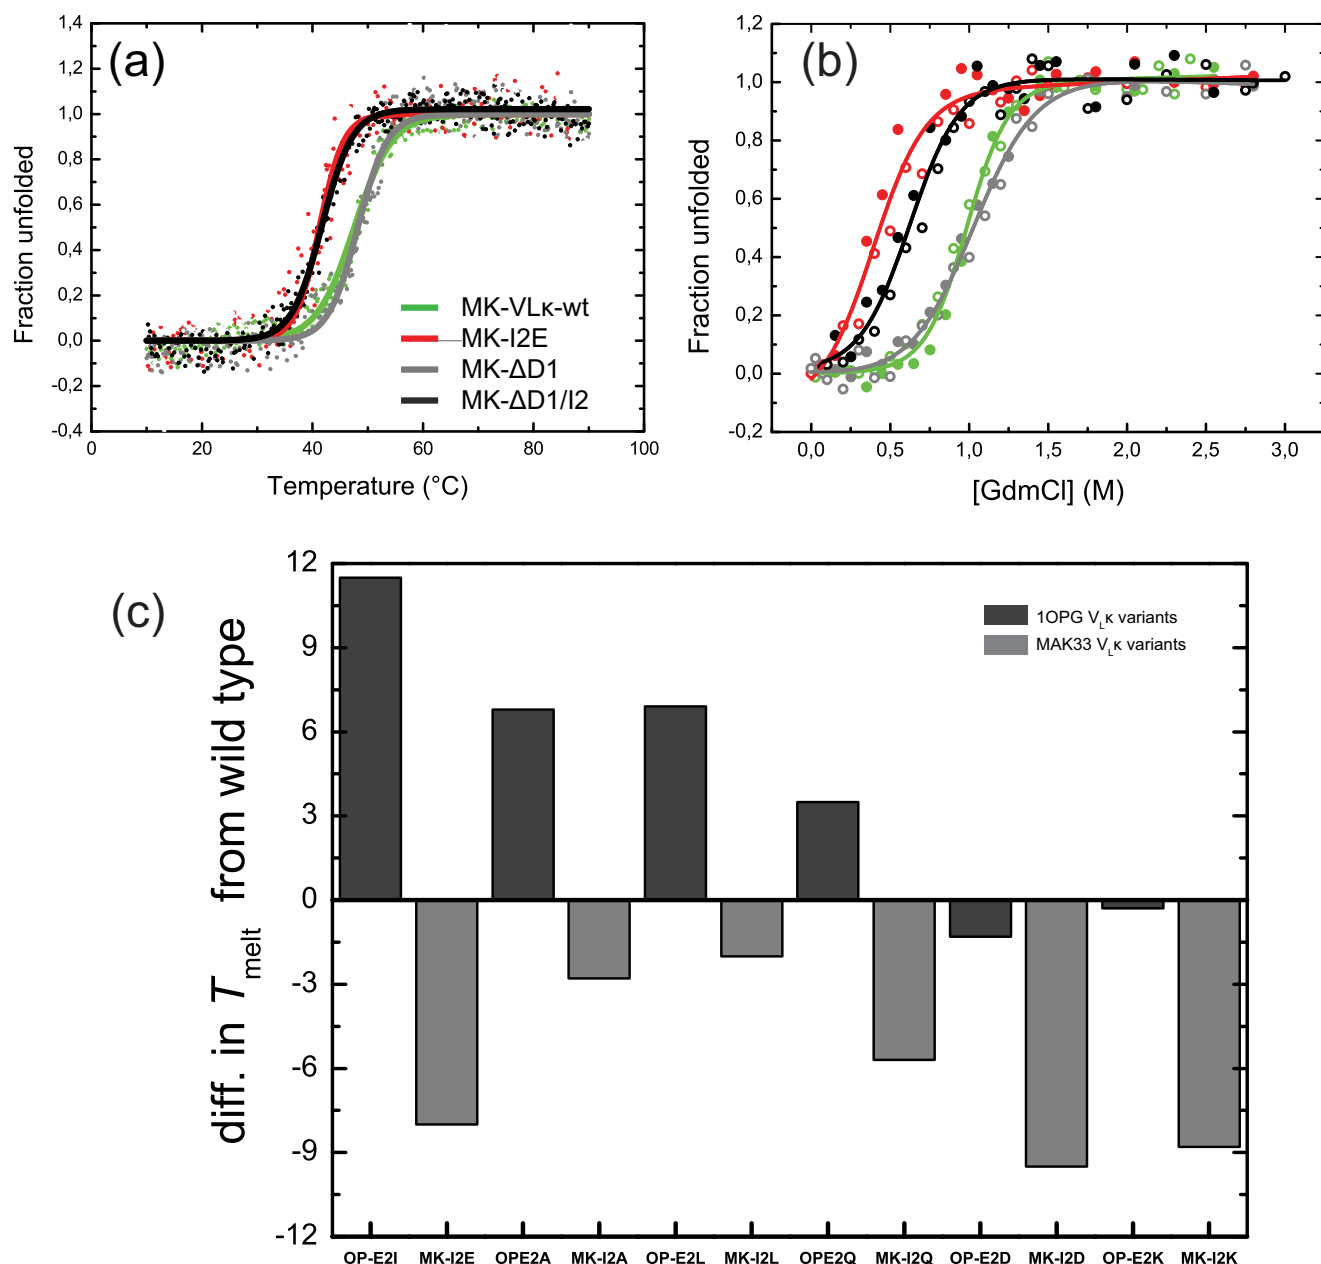 (a)
1,4
1,2
1,0
0,8
0,6
0,4
0,2
0,0
-0,2
-0,4
Fraction unfolded
0 20 40 60 80 100
Temperature (°C)
MK-VLκ-wt
MK-I2E
MK-ΔD1
MK-ΔD1/I2
(b)
1,2
1,0
0,8
0,6
0,4
0,2
0,0
-0,2
Fraction unfolded
0,0 0,5 1,0 1,5 2,0 2,5 3,0
[GdmCl] (M)
(c)
12
9
6
3
0
-3
-6
-9
-12
diff. in Tmelt from wild type
1OPG VLκ variants
MAK33 VLκ variants
OP-E2I MK-I2E OPE2A MK-I2A OP-E2L MK-I2L OPE2Q MK-I2Q OP-E2D MK-I2D OP-E2K MK-I2K